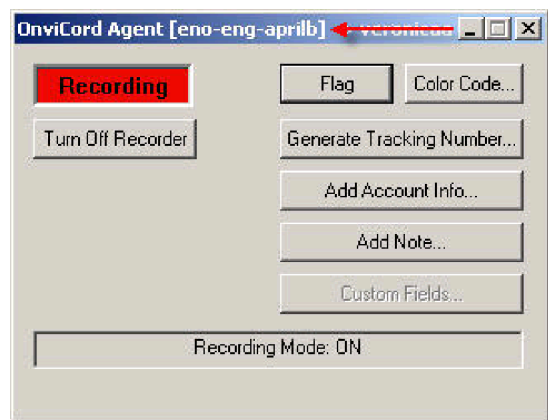 OnviCord Agent [eno-eng-aprilb]
Recording
Flag
Color Code...
Turn Off Recorder
Generate Tracking Number...
Add Account Info...
Add Note...
Custom Fields...
Recording Mode: ON